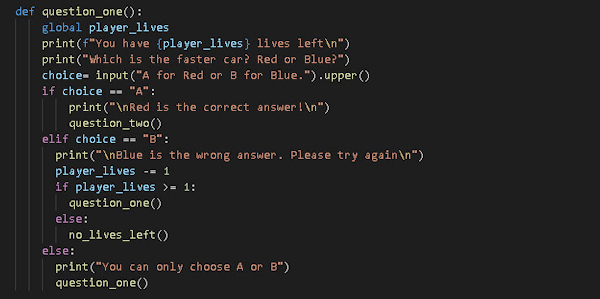 def question_one():
    global player_lives
    print(f"You have {player_lives} lives left\n")
    print("Which is the faster car? Red or Blue?")
    choice= input("A for Red or B for Blue.").upper()
    if choice == "A":
        print("\nRed is the correct answer!\n")
        question_two()
    elif choice == "B":
      print("\nBlue is the wrong answer. Please try again\n")
      player_lives -= 1
      if player_lives >= 1:
        question_one()
      else:
        no_lives_left()
    else:
      print("You can only choose A or B")
      question_one()